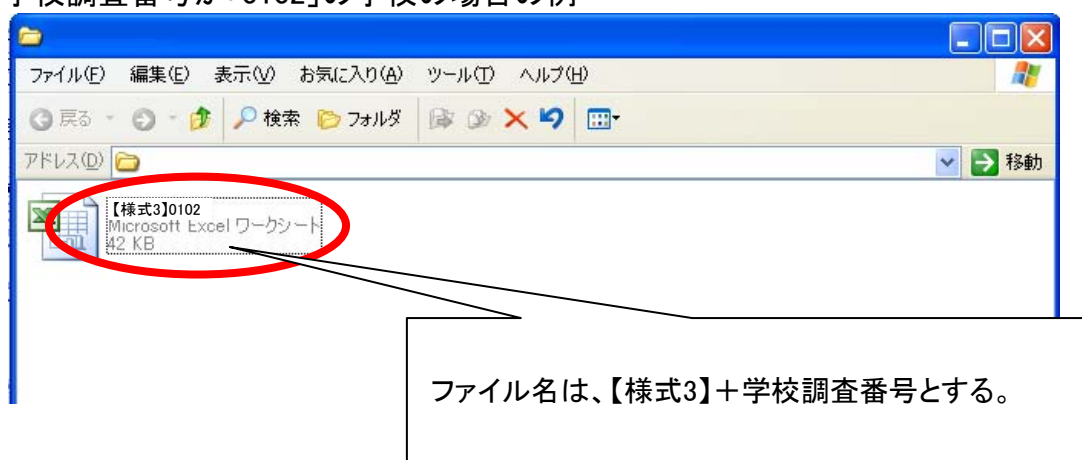 学校調査番号が「0102」の学校の場合の例
ファイル(F) 編集(E) 表示(V) お気に入り(A) ツール(T) ヘルプ(H)
戻る 検索 フォルダ
アドレス(D) 移動
【様式3】0102
Microsoft Excel ワークシート
42 KB
ファイル名は、【様式3】＋学校調査番号とする。